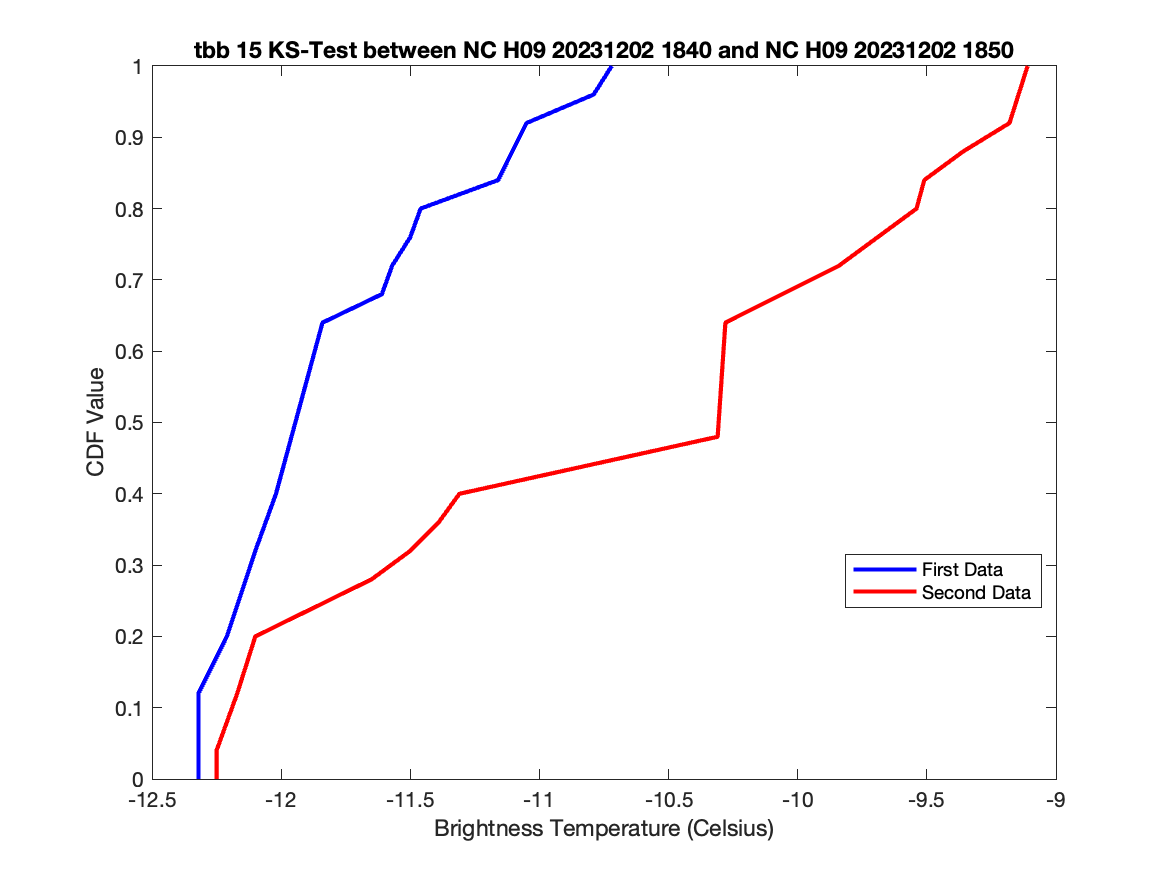 tbb 15 KS-Test between NC H09 20231202 1840 and NC H09 20231202 1850
1
0.9
0.8
0.7
0.6
0.5
0.4
0.3
0.2
0.1
0
CDF Value
First Data
Second Data
-12.5 -12 -11.5 -11 -10.5 -10 -9.5 -9
Brightness Temperature (Celsius)